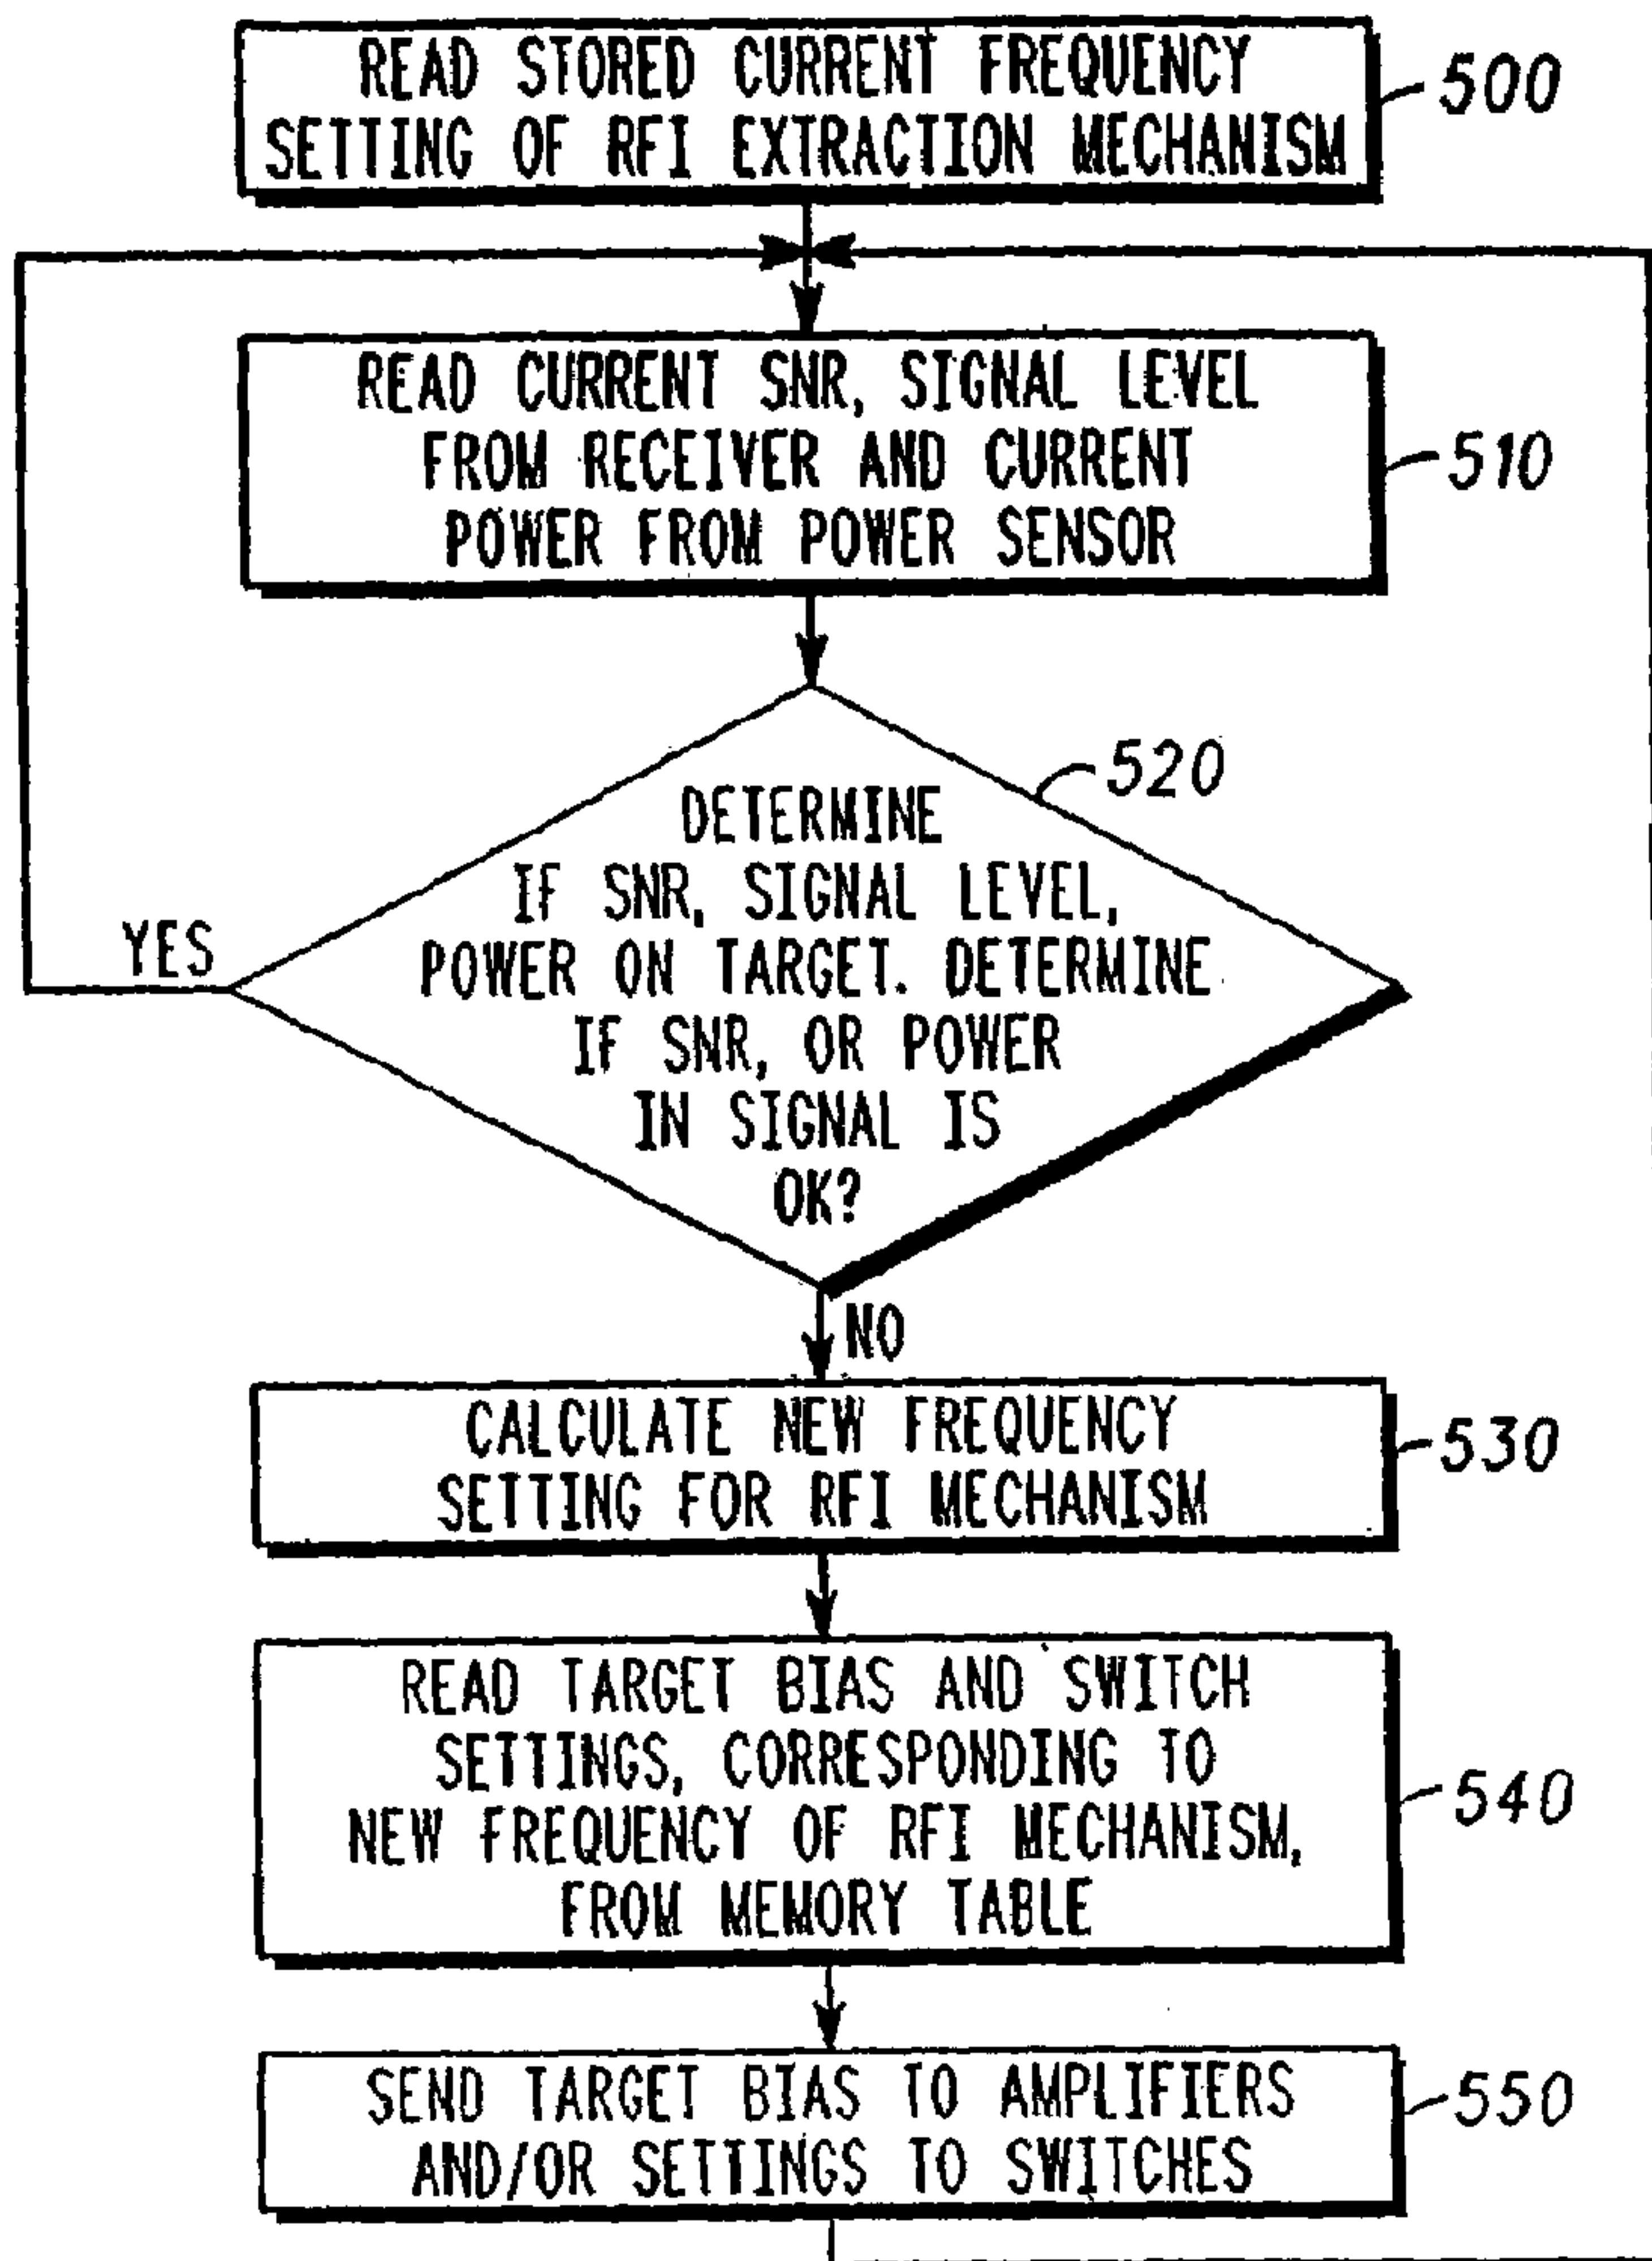 READ STORED CURRENT FREQUENCY
SETTING OF RFI EXTRACTION MECHANISM
500
READ CURRENT SNR, SIGNAL LEVEL
FROM RECEIVER AND CURRENT
POWER FROM POWER SENSOR
510
520
DETERMINE
IF SNR, SIGNAL LEVEL,
POWER ON TARGET. DETERMINE
IF SNR, OR POWER
IN SIGNAL IS
OK?
YES
NO
CALCULATE NEW FREQUENCY
SETTING FOR RFI MECHANISM
530
READ TARGET BIAS AND SWITCH
SETTINGS, CORRESPONDING TO
NEW FREQUENCY OF RFI MECHANISM,
FROM MEMORY TABLE
540
SEND TARGET BIAS TO AMPLIFIERS
AND/OR SETTINGS TO SWITCHES
550